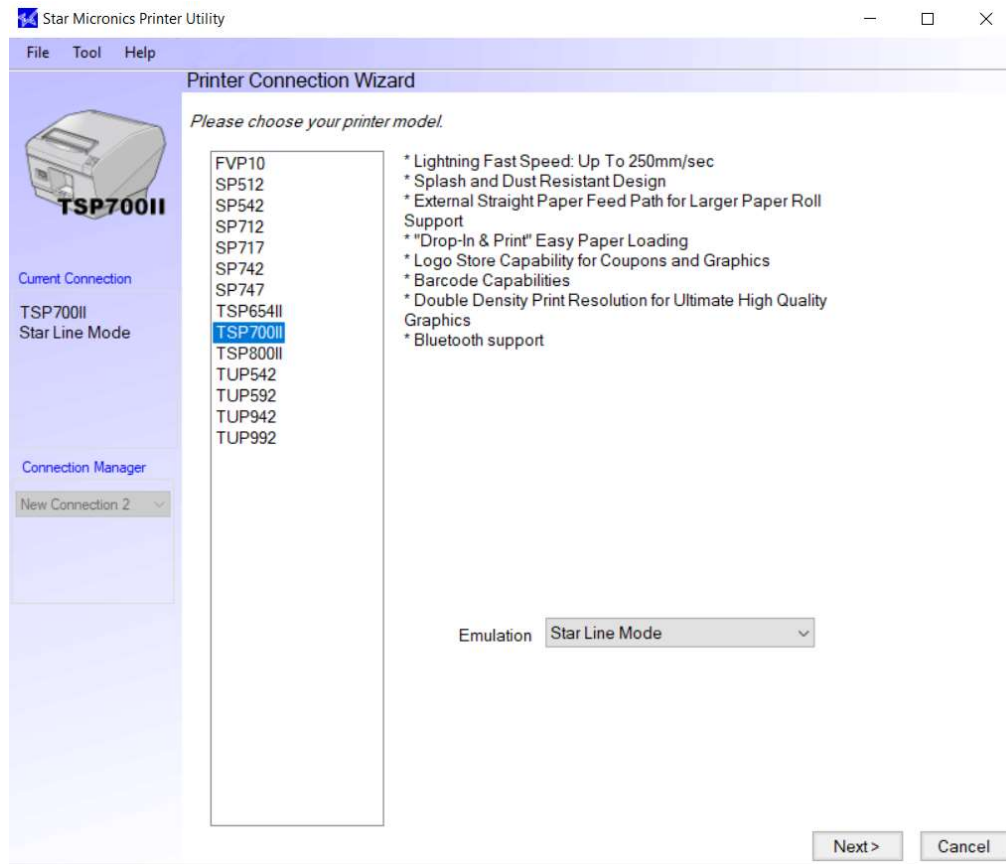 Star Micronics Printer Utility
File Tool Help
Printer Connection Wizard
TSP700II
Please choose your printer model.
Current Connection
TSP700II
Star Line Mode
Connection Manager
New Connection 2
FVP10
SP512
SP542
SP712
SP717
SP742
SP747
TSP654II
TSP700II
TSP800II
TUP542
TUP592
TUP942
TUP992
* Lightning Fast Speed: Up To 250mm/sec
* Splash and Dust Resistant Design
* External Straight Paper Feed Path for Larger Paper Roll
Support
* "Drop-In & Print" Easy Paper Loading
* Logo Store Capability for Coupons and Graphics
* Barcode Capabilities
* Double Density Print Resolution for Ultimate High Quality
Graphics
* Bluetooth support
Emulation Star Line Mode
Next > Cancel